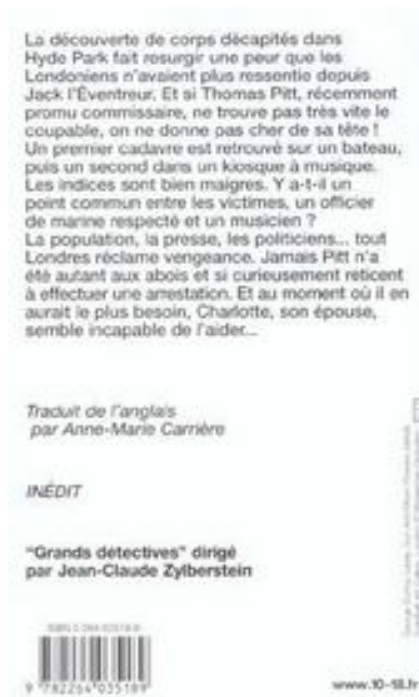 La découverte de corps décapités dans
Hyde Park fait resurgir une peur que les
Londoniens n'avaient plus ressentie depuis
Jack l'Éventreur. Et si Thomas Pitt, récemment
promu commissaire, ne trouve pas très vite le
coupable, on ne donne pas cher de sa tête !
Un premier cadavre est retrouvé sur un bateau,
puis un second dans un kiosque à musique.
Les indices sont bien maigres. Y a-t-il un
point commun entre les victimes, un officier
de marine respecté et un musicien ?
La population, la presse, les politiciens... tout
Londres réclame vengeance. Jamais Pitt n'a
été autant aux abois et si curieusement réticent
à effectuer une arrestation. Et au moment où il en
aurait le plus besoin, Charlotte, son épouse,
semble incapable de l'aider...
Traduit de l'anglais
par Anne-Marie Carrière
INÉDIT
"Grands détectives" dirigé
par Jean-Claude Zylberstein
9 782264 035189
www.10-18.fr